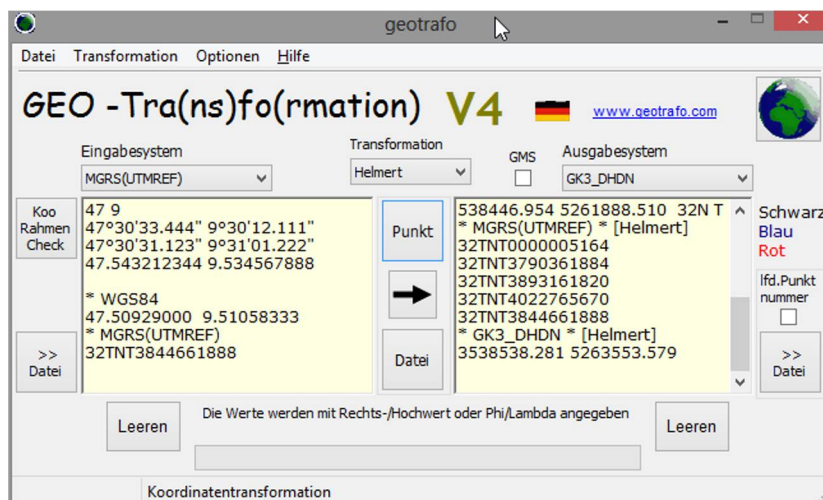 geotrafo
Datei Transformation Optionen Hilfe
GEO -Tra(ns)fo(rmation) V4
www.geotrafo.com
Eingabesystem
MGRS(UTMREF)
Transformation
Helmert
GMS
Ausgabesystem
GK3_DHDN
Koo
Rahmen
Check
>>
Datei
47 9
47°30'33.444" 9°30'12.111"
47°30'31.123" 9°31'01.222"
47.543212344 9.534567888
* WGS84
47.50929000 9.51058333
* MGRS(UTMREF)
32TNT3844661888
Punkt
Datei
538446.954 5261888.510 32N T
* MGRS(UTMREF) * [Helmert]
32TNT0000005164
32TNT3790361884
32TNT3893161820
32TNT4022765670
32TNT3844661888
* GK3_DHDN * [Helmert]
3538538.281 5263553.579
Schwarz
Blau
Rot
lfd.Punkt
nummer
>>
Datei
Leeren
Die Werte werden mit Rechts-/Hochwert oder Phi/Lambda angegeben
Leeren
Koordinatentransformation